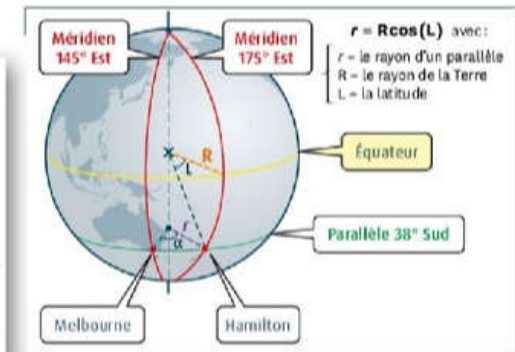 Méridien
145° Est
Méridien
175° Est
r = Rcos(L) avec :
r = le rayon d'un parallèle
R = le rayon de la Terre
L = la latitude
R
L
Équateur
r
α
Parallèle 38° Sud
Melbourne
Hamilton